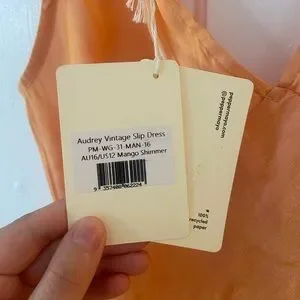 Audrey Vintage Slip Dress
PM-WG-31-MAN-16
AU16/US12 Mango Shimmer
@peppermayo
peppermayo.com
100%
recycled
paper